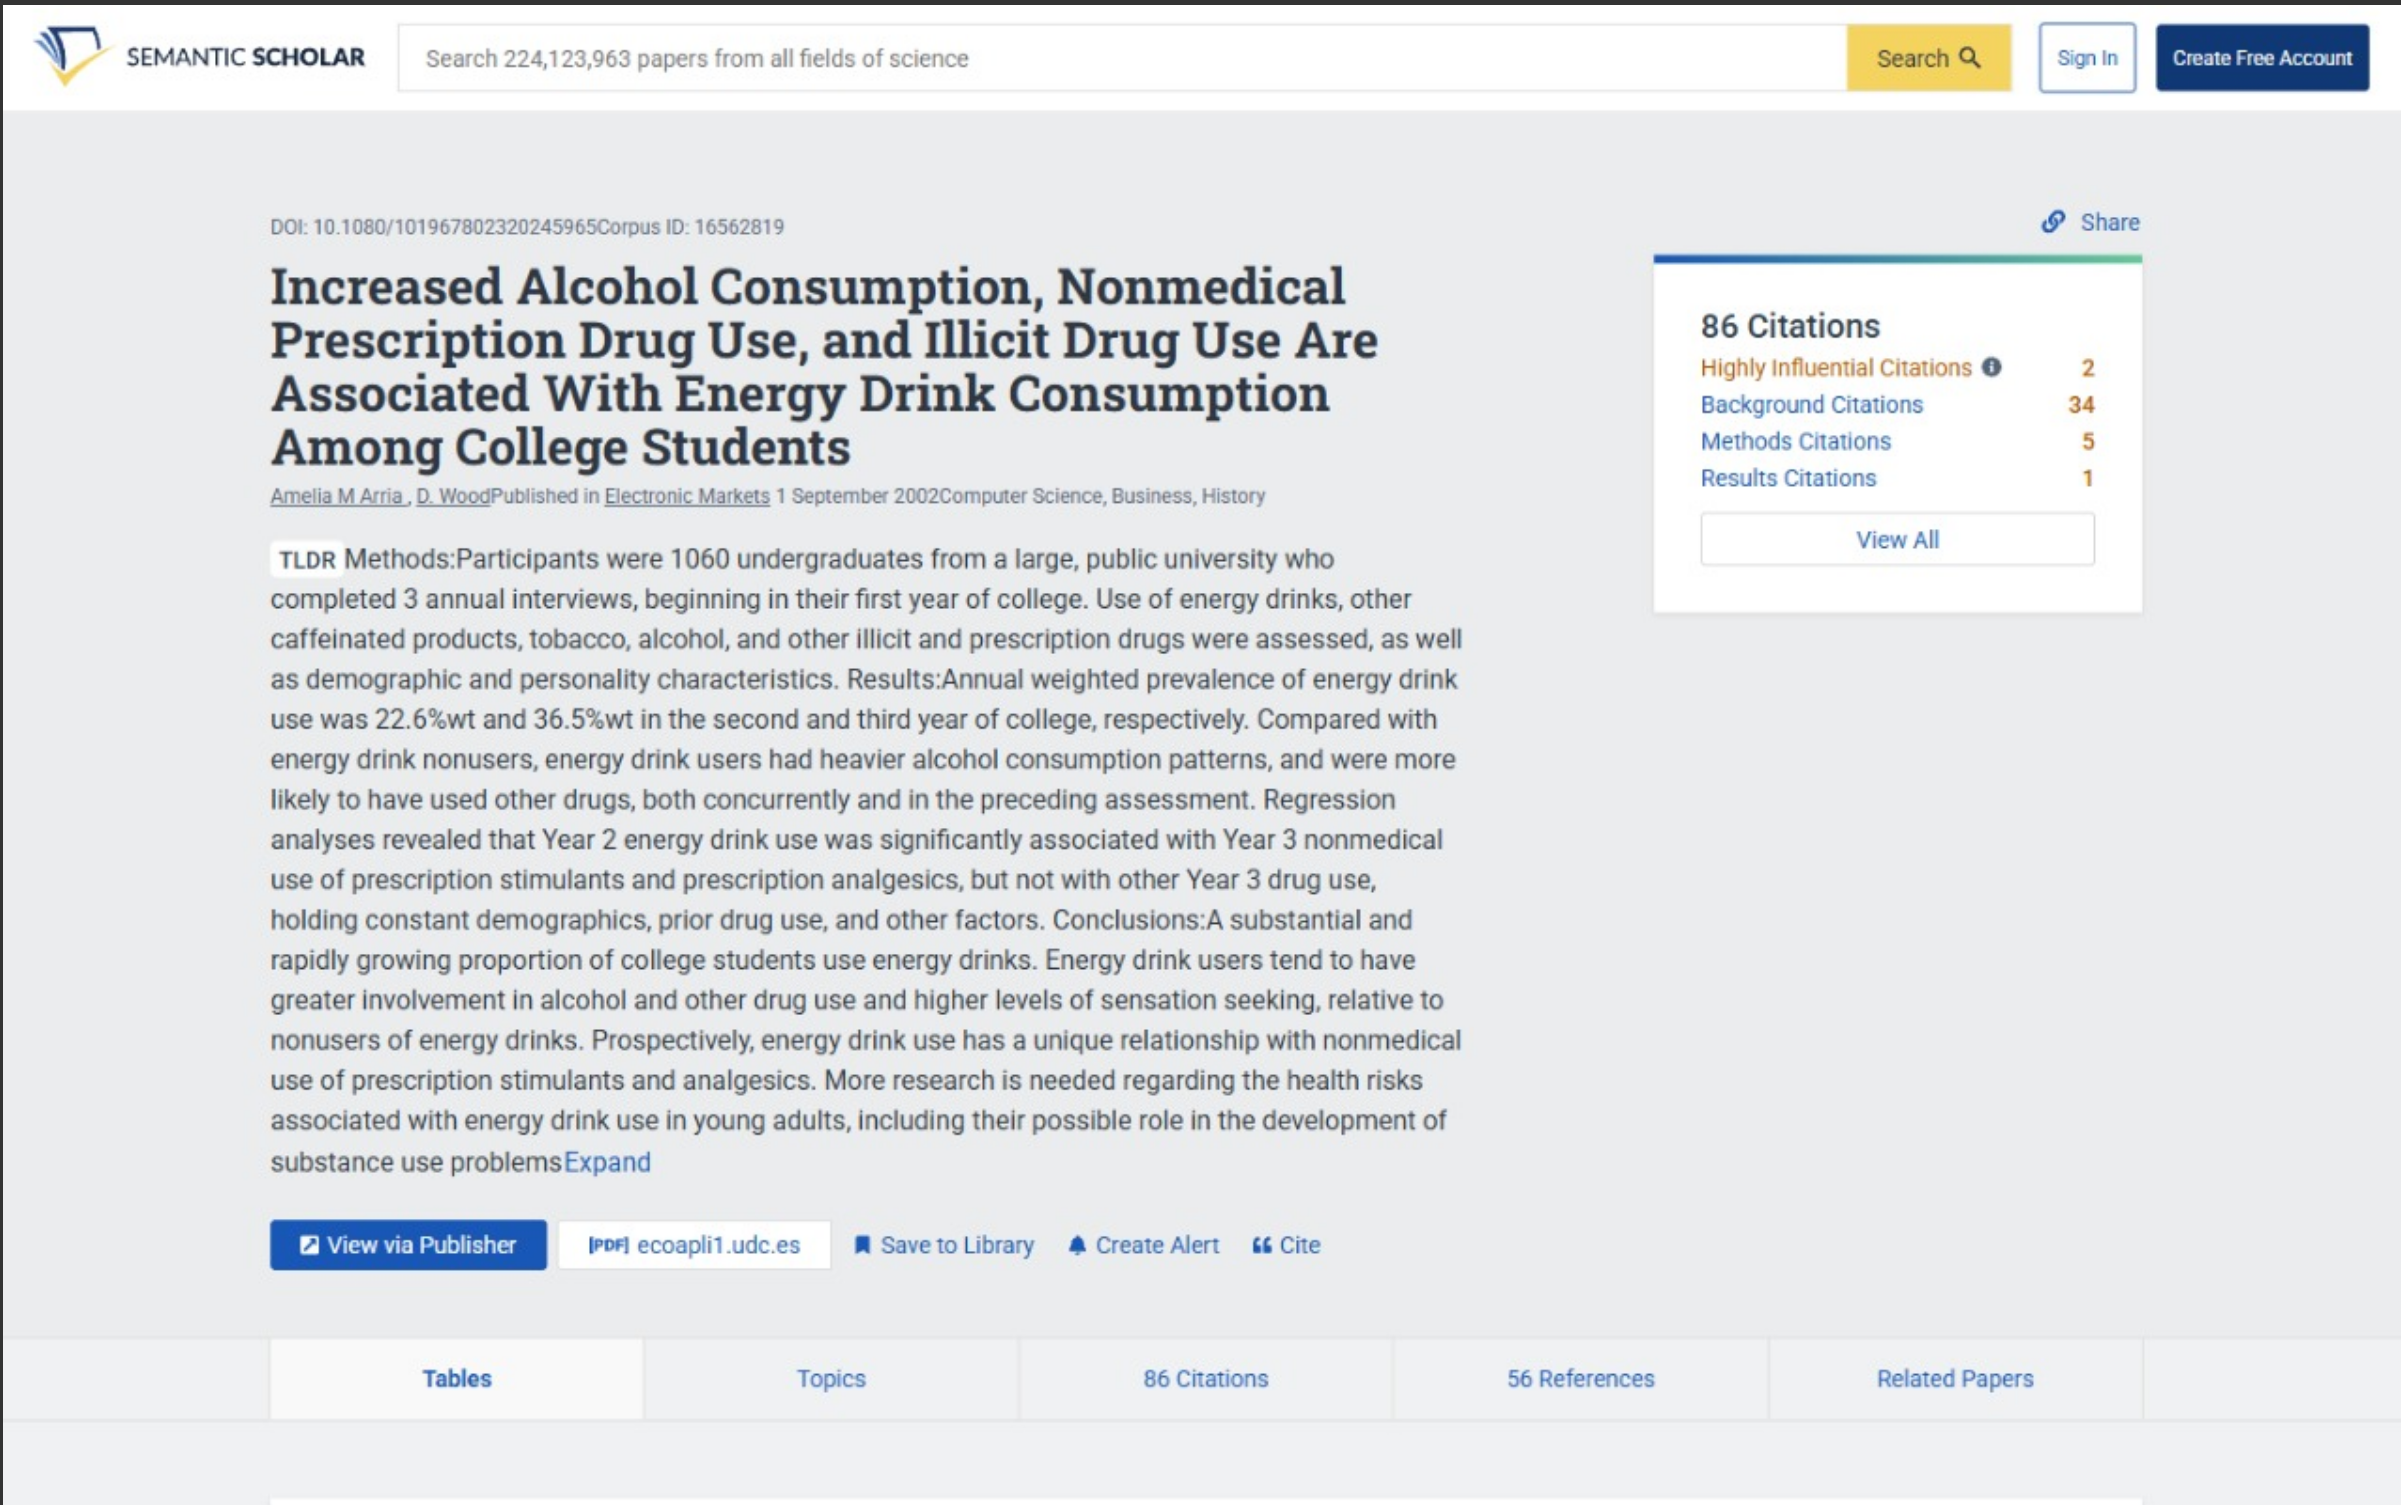 SEMANTIC SCHOLAR
Search 224,123,963 papers from all fields of science
Search
Sign In
Create Free Account
DOI: 10.1080/101967802320245965Corpus ID: 16562819
Increased Alcohol Consumption, Nonmedical
Prescription Drug Use, and Illicit Drug Use Are
Associated With Energy Drink Consumption
Among College Students
Amelia M Arria , D. WoodPublished in Electronic Markets 1 September 2002Computer Science, Business, History
TLDR Methods:Participants were 1060 undergraduates from a large, public university who
completed 3 annual interviews, beginning in their first year of college. Use of energy drinks, other
caffeinated products, tobacco, alcohol, and other illicit and prescription drugs were assessed, as well
as demographic and personality characteristics. Results:Annual weighted prevalence of energy drink
use was 22.6%wt and 36.5%wt in the second and third year of college, respectively. Compared with
energy drink nonusers, energy drink users had heavier alcohol consumption patterns, and were more
likely to have used other drugs, both concurrently and in the preceding assessment. Regression
analyses revealed that Year 2 energy drink use was significantly associated with Year 3 nonmedical
use of prescription stimulants and prescription analgesics, but not with other Year 3 drug use,
holding constant demographics, prior drug use, and other factors. Conclusions:A substantial and
rapidly growing proportion of college students use energy drinks. Energy drink users tend to have
greater involvement in alcohol and other drug use and higher levels of sensation seeking, relative to
nonusers of energy drinks. Prospectively, energy drink use has a unique relationship with nonmedical
use of prescription stimulants and analgesics. More research is needed regarding the health risks
associated with energy drink use in young adults, including their possible role in the development of
substance use problemsExpand
View via Publisher
[PDF] ecoapli1.udc.es
Save to Library
Create Alert
Cite
Share
86 Citations
Highly Influential Citations 2
Background Citations 34
Methods Citations 5
Results Citations 1
View All
Tables
Topics
86 Citations
56 References
Related Papers